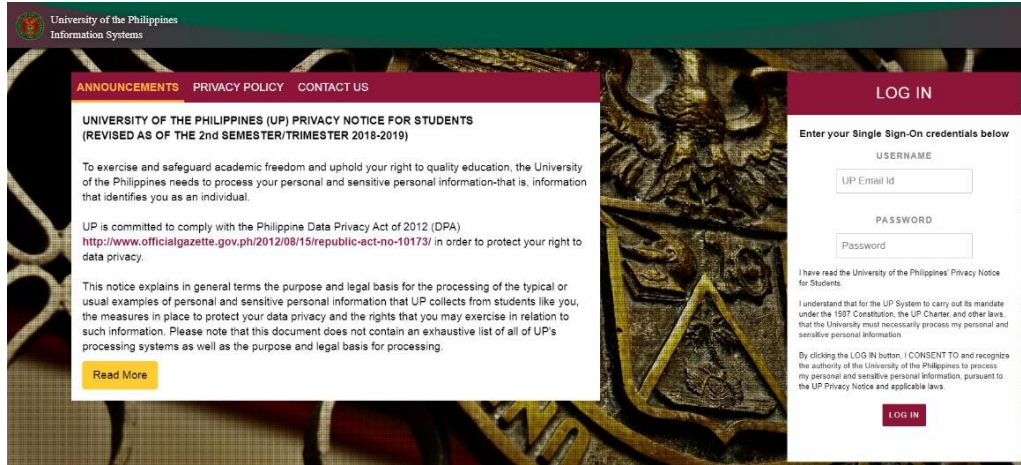 University of the Philippines
Information Systems
ANNOUNCEMENTS PRIVACY POLICY CONTACT US
UNIVERSITY OF THE PHILIPPINES (UP) PRIVACY NOTICE FOR STUDENTS
(REVISED AS OF THE 2nd SEMESTER/TRIMESTER 2018-2019)
To exercise and safeguard academic freedom and uphold your right to quality education, the University
of the Philippines needs to process your personal and sensitive personal information-that is, information
that identifies you as an individual.
UP is committed to comply with the Philippine Data Privacy Act of 2012 (DPA)
http://www.officialgazette.gov.ph/2012/08/15/republic-act-no-10173/ in order to protect your right to
data privacy.
This notice explains in general terms the purpose and legal basis for the processing of the typical or
usual examples of personal and sensitive personal information that UP collects from students like you,
the measures in place to protect your data privacy and the rights that you may exercise in relation to
such information. Please note that this document does not contain an exhaustive list of all of UP's
processing systems as well as the purpose and legal basis for processing.
Read More
LOG IN
Enter your Single Sign-On credentials below
USERNAME
UP Email Id
PASSWORD
Password
I have read the University of the Philippines' Privacy Notice
for Students.
I understand that for the UP System to carry out its mandate
under the 1987 Constitution, the UP Charter, and other laws,
that the University must necessarily process my personal and
sensitive personal information.
By clicking the LOG IN button, I CONSENT TO and recognize
the authority of the University of the Philippines to process
my personal and sensitive personal information, pursuant to
the UP Privacy Notice and applicable laws.
LOG IN